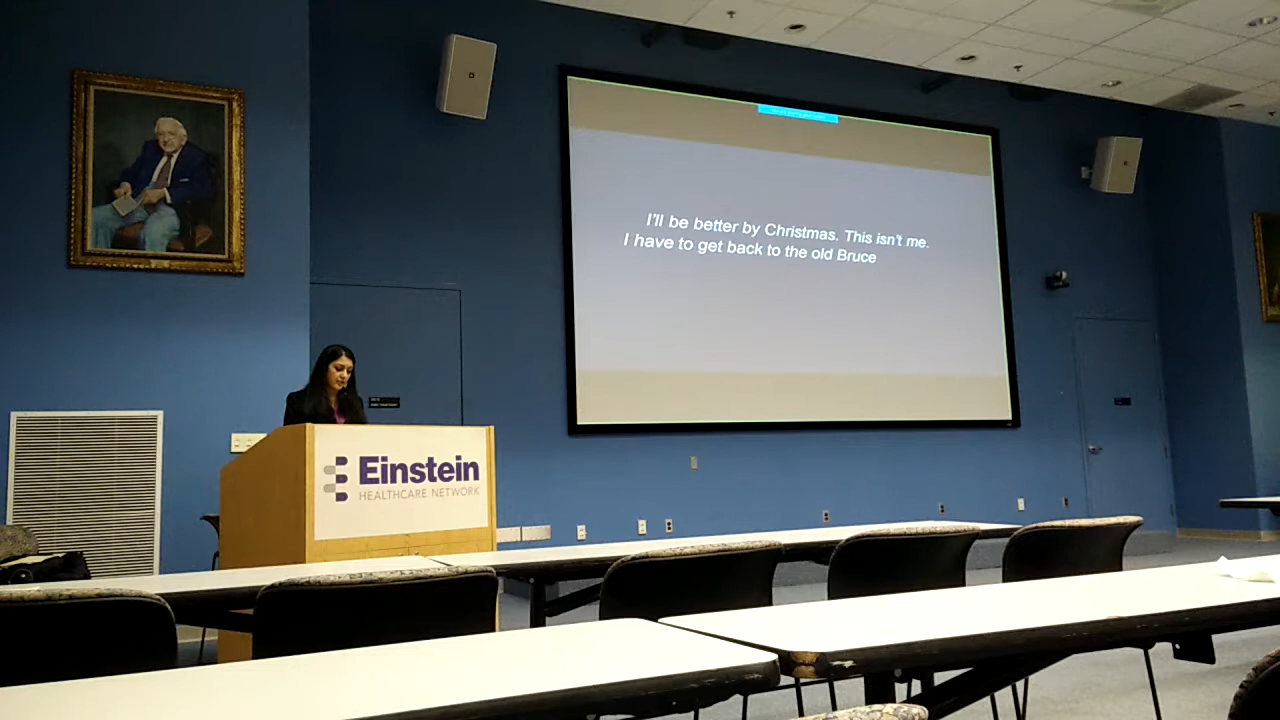 I'll be better by Christmas. This isn't me.
I have to get back to the old Bruce
Einstein
HEALTHCARE NETWORK